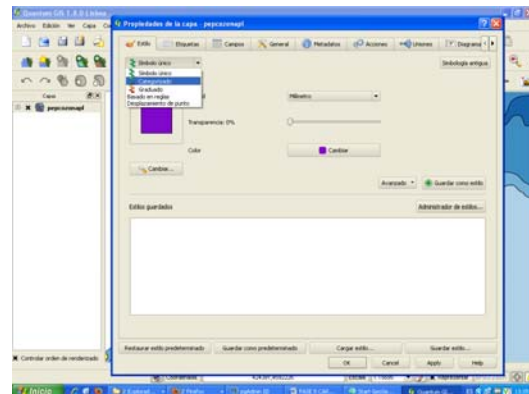 Quantum GIS 1.8.0 Lisboa
Propiedades de la capa - pepcozonapl
Archivo Edición Ver Capa
Estilo Etiquetas Campos General Metadatos Acciones Uniones Diagrama
Símbolo único
Simbología antigua
Símbolo único
Categorizado
Graduado
Basado en reglas
Desplazamiento de punto
Milímetro
Capas
Transparencia: 0%
Color
Cambiar
Cambiar...
Avanzado
Guardar como estilo
Estilos guardados
Administrador de estilos...
Restaurar estilo predeterminado
Guardar como predeterminado
Cargar estilo...
Guardar estilo...
Controlar orden de renderizado
OK
Cancel
Apply
Help
Inicio